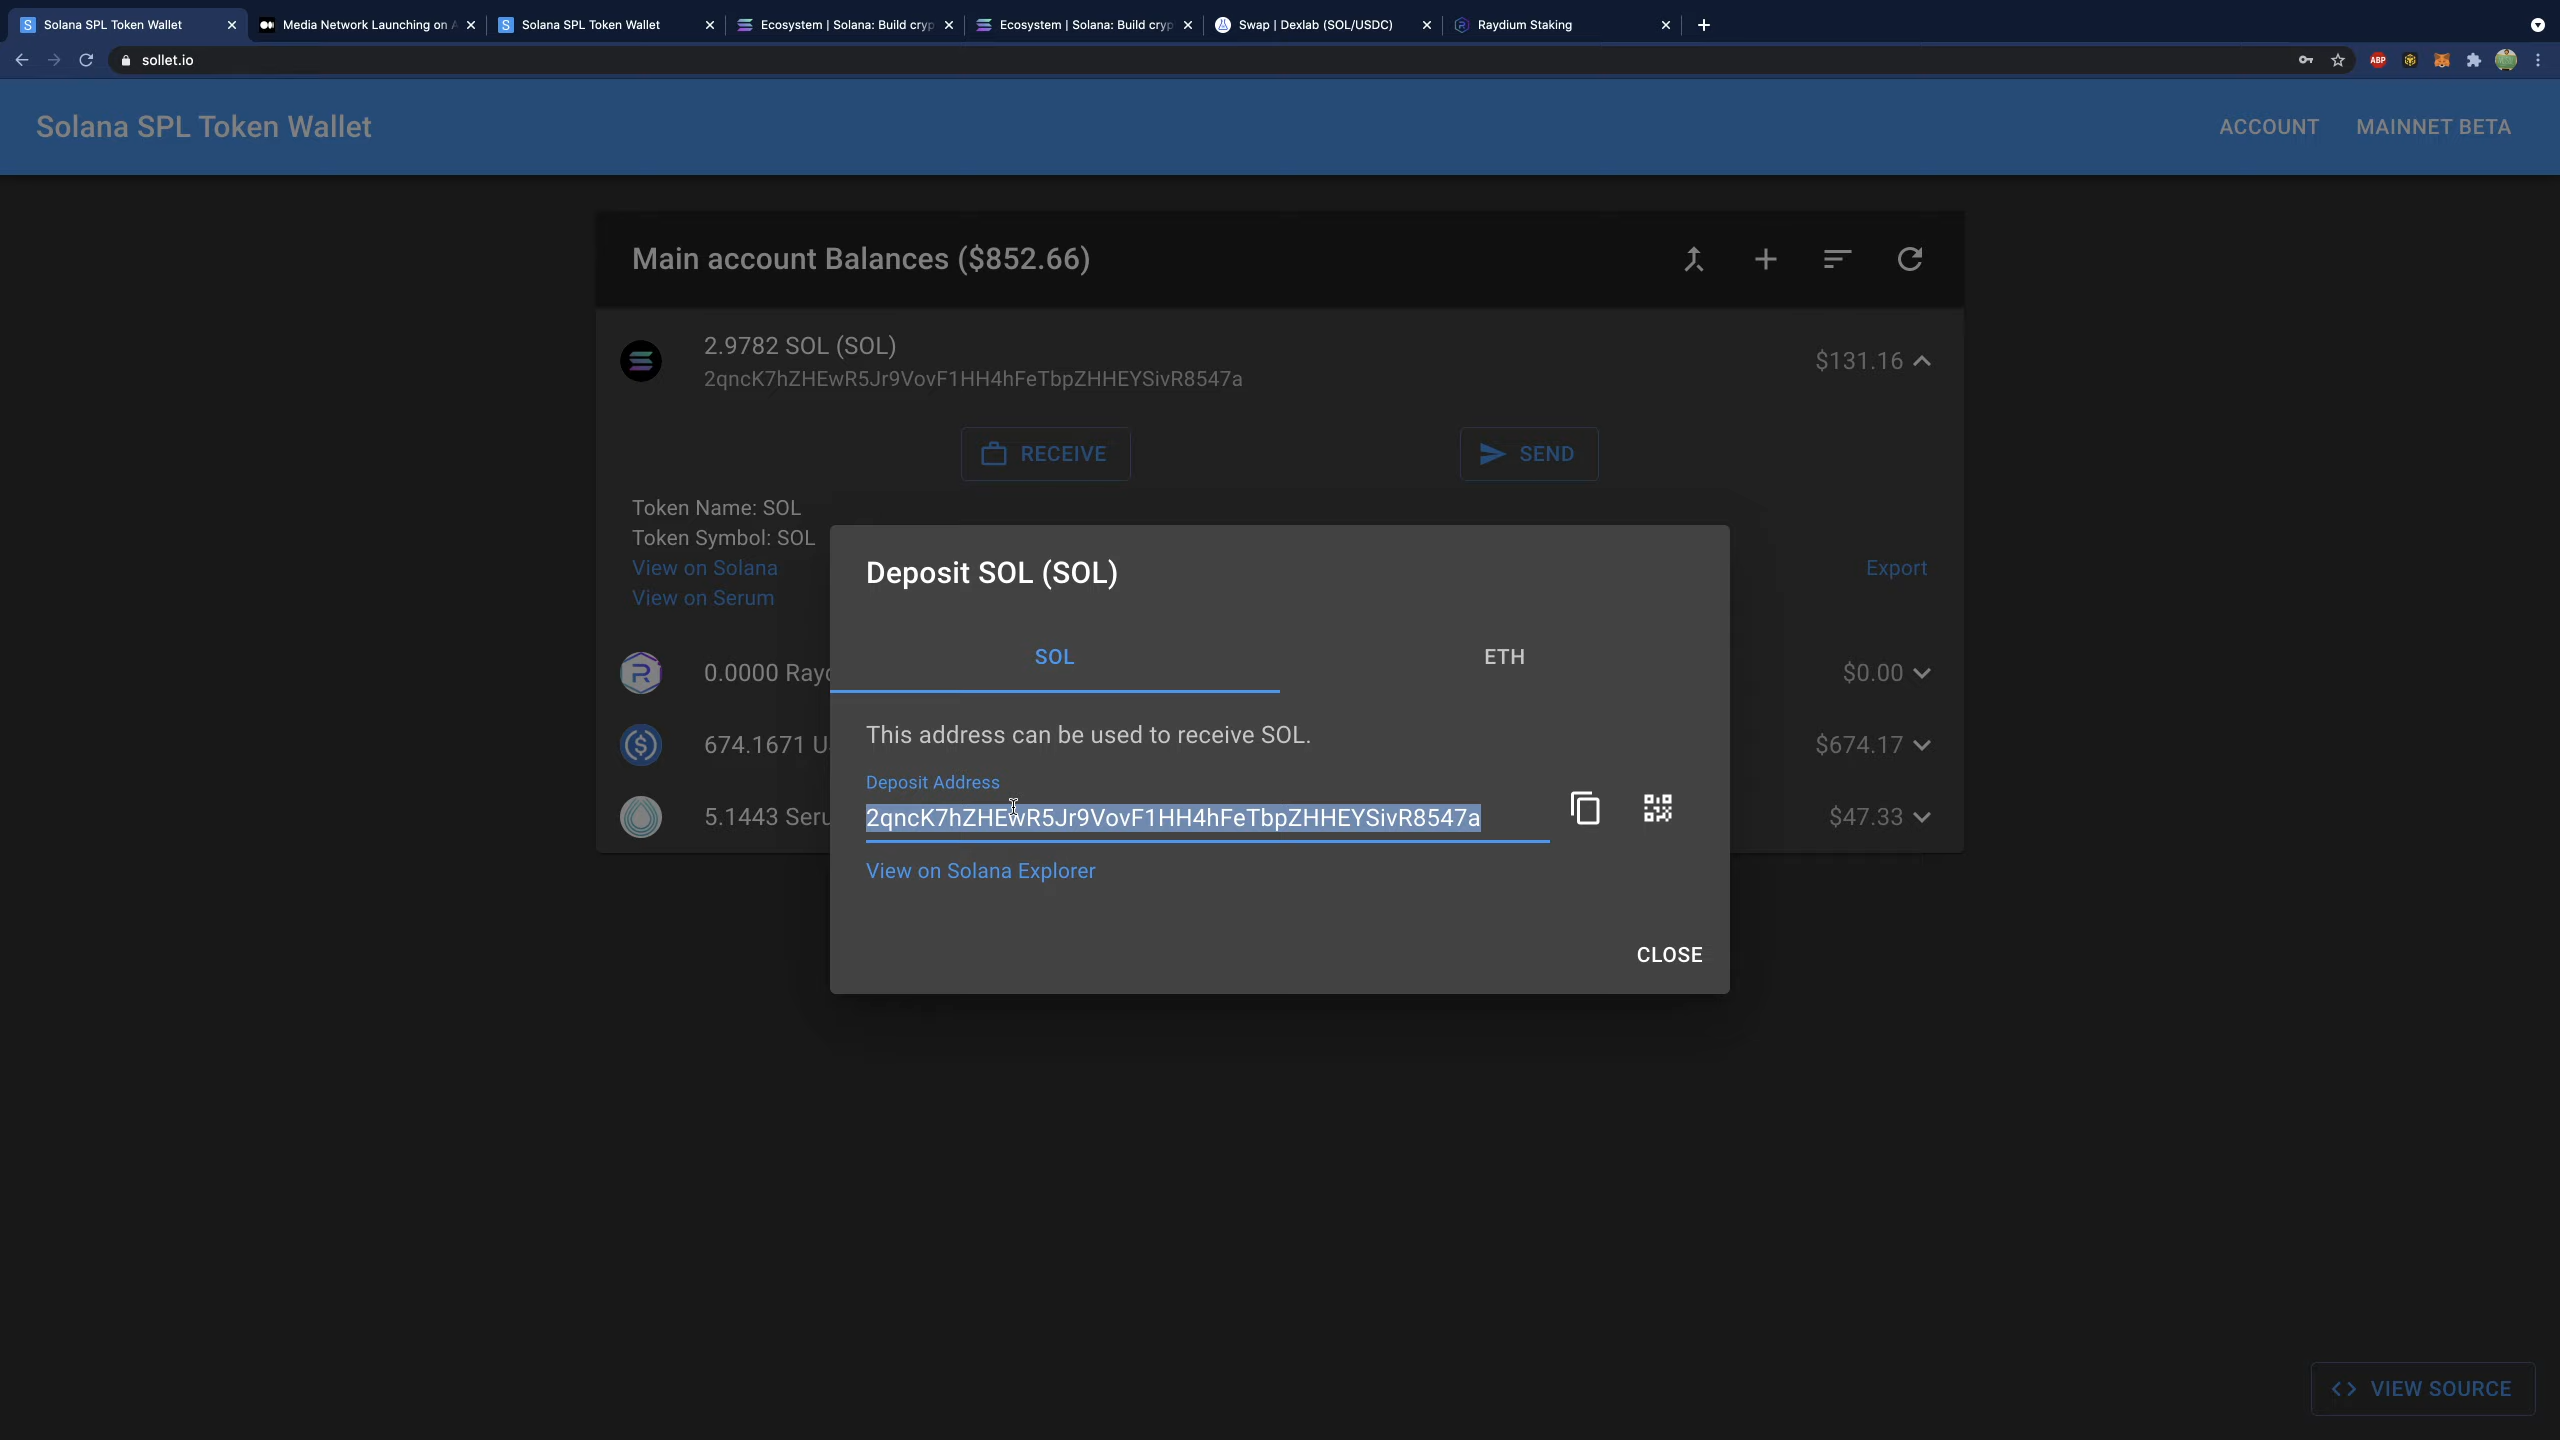 Solana SPL Token Wallet
Media Network Launching on A
Solana SPL Token Wallet
Ecosystem | Solana: Build cryp
Ecosystem | Solana: Build cryp
Swap | Dexlab (SOL/USDC)
Raydium Staking
sollet.io
ABP
Solana SPL Token Wallet
ACCOUNT
MAINNET BETA
Main account Balances ($852.66)
2.9782 SOL (SOL)
2qncK7hZHEwR5Jr9VovF1HH4hFeTbpZHHEYSivR8547a
$131.16
RECEIVE
SEND
Token Name: SOL
Token Symbol: SOL
View on Solana
Export
View on Serum
0.0000 Rayd
$0.00
674.1671 U
$674.17
5.1443 Seru
$47.33
Deposit SOL (SOL)
SOL
ETH
This address can be used to receive SOL.
Deposit Address
2qncK7hZHEwR5Jr9VovF1HH4hFeTbpZHHEYSivR8547a
View on Solana Explorer
CLOSE
VIEW SOURCE